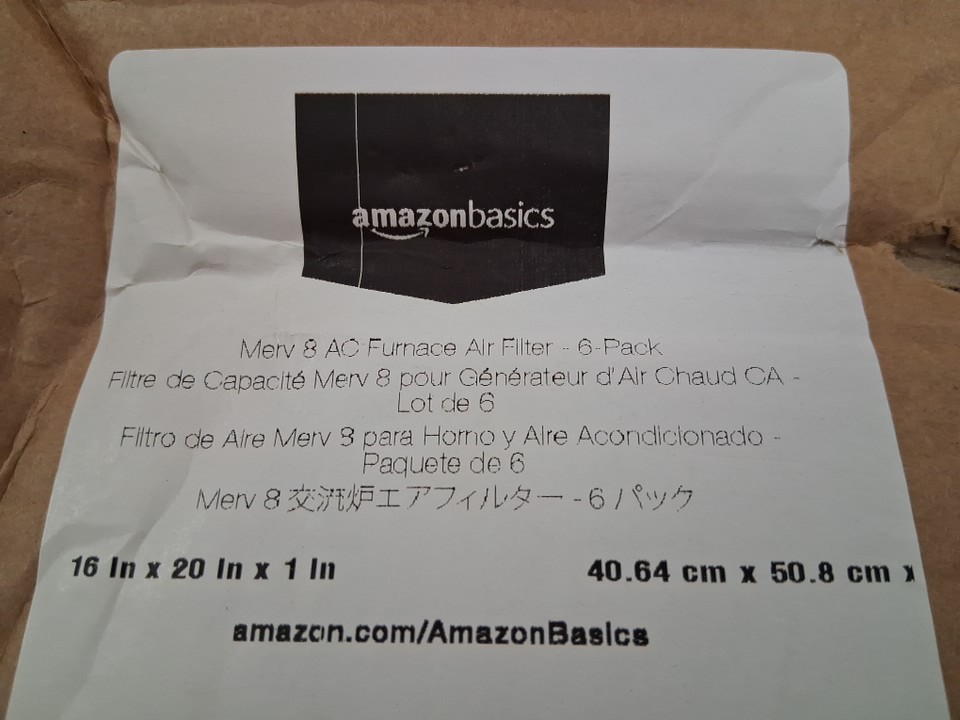 amazonbasics
Merv 8 AC Furnace Air Filter - 6-Pack
Filtre de Capacité Merv 8 pour Générateur d'Air Chaud CA -
Lot de 6
Filtro de Aire Merv 8 para Horno y Aire Acondicionado -
Paquete de 6
Merv 8 交流炉エアフィルター - 6 パック
16 In x 20 In x 1 In 40.64 cm x 50.8 cm x
amazon.com/AmazonBasics